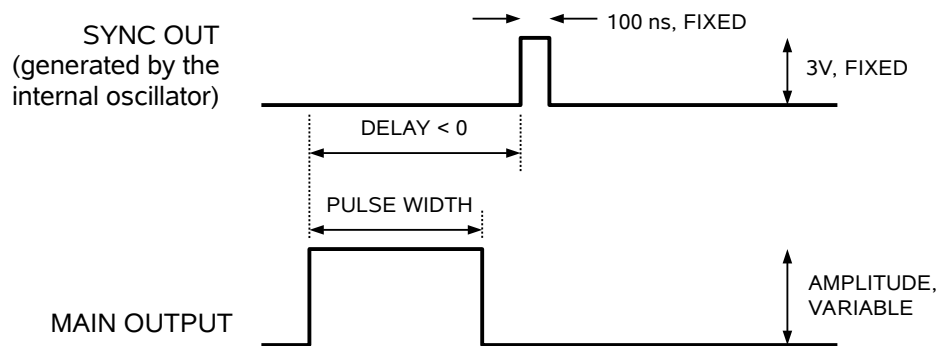 100 ns, FIXED
SYNC OUT
(generated by the
internal oscillator)
3V, FIXED
DELAY < 0
PULSE WIDTH
AMPLITUDE,
VARIABLE
MAIN OUTPUT